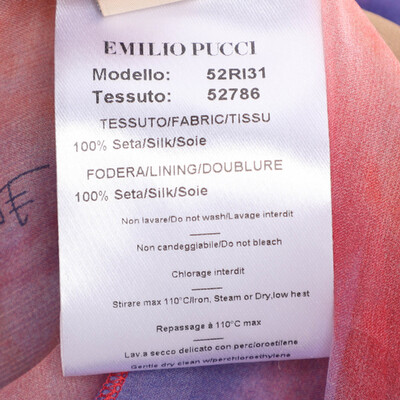 EMILIO PUCCI
Modello: 52RI31
Tessuto: 52786
TESSUTO/FABRIC/TISSU
100% Seta/Silk/Soie
FODERA/LINING/DOUBLURE
100% Seta/Silk/Soie
Non lavare/Do not wash/Lavage interdit
Non candeggiabile/Do not bleach
Chlorage interdit
Stirare max 110°C/Iron, Steam or Dry, low heat
Repassage à 110°C max
Lav.a secco delicato con percloroetilene
Gentle dry clean w/perchloroethylene